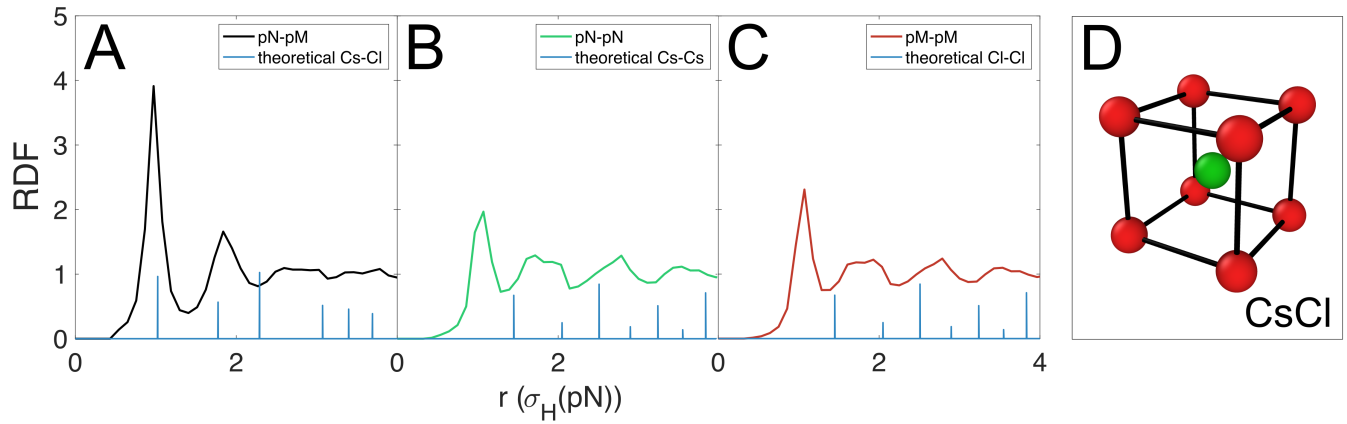 5
4
3
2
1
0
RDF
A
pN-pM
theoretical Cs-Cl
0
2
B
pN-pN
theoretical Cs-Cs
0
2
C
pM-pM
theoretical Cl-Cl
0
2
4
r (σH(pN))
D
CsCl